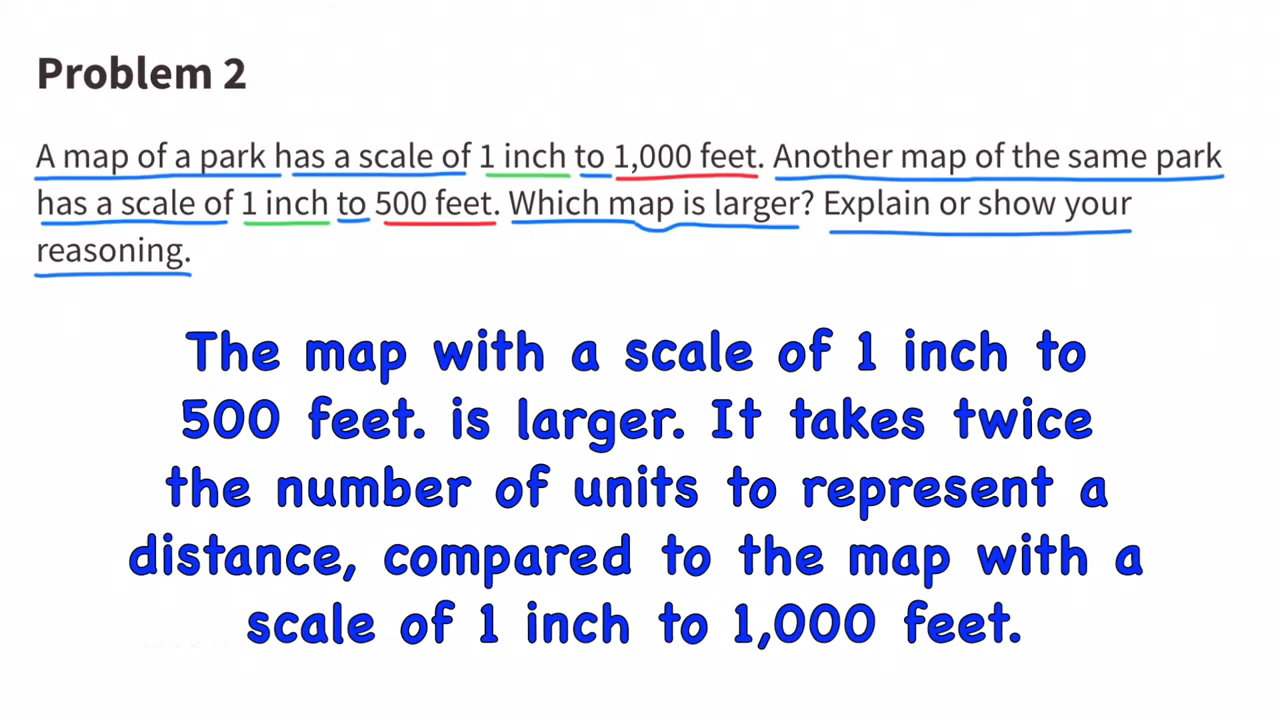 Problem 2
A map of a park has a scale of 1 inch to 1,000 feet. Another map of the same park
has a scale of 1 inch to 500 feet. Which map is larger? Explain or show your
reasoning.
The map with a scale of 1 inch to
500 feet. is larger. It takes twice
the number of units to represent a
distance, compared to the map with a
scale of 1 inch to 1,000 feet.